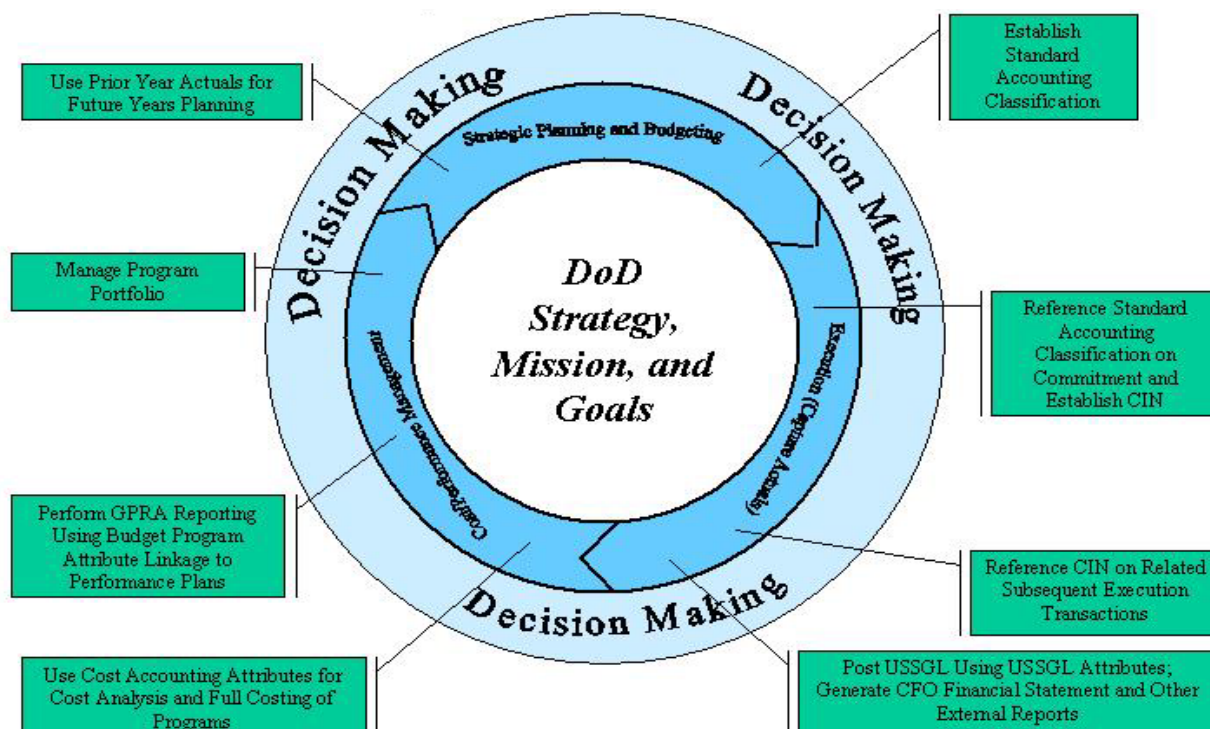 Establish
Standard
Accounting
Classification
Use Prior Year Actuals for
Future Years Planning
Decision Making
Decision Making
Strategic Planning and Budgeting
Manage Program
Portfolio
DoD
Strategy,
Mission, and
Goals
Reference Standard
Accounting
Classification on
Commitment and
Establish CIN
Execution (Capture Actuals)
Cost/Performance Management
Perform GPRA Reporting
Using Budget Program
Attribute Linkage to
Performance Plans
Reference CIN on Related
Subsequent Execution
Transactions
Decision Making
Use Cost Accounting Attributes for
Cost Analysis and Full Costing of
Programs
Post USSGL Using USSGL Attributes;
Generate CFO Financial Statement and Other
External Reports